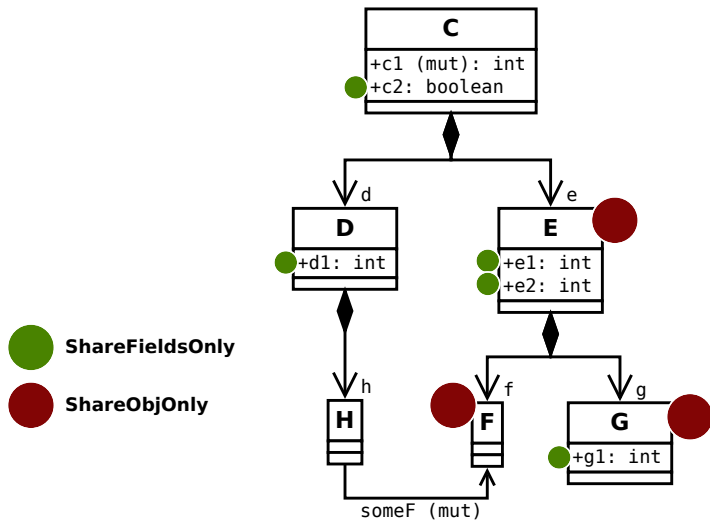 C
+c1 (mut): int
+c2: boolean
d
e
D
E
+d1: int
+e1: int
+e2: int
ShareFieldsOnly
ShareObjOnly
h
f
g
H
F
G
+g1: int
someF (mut)